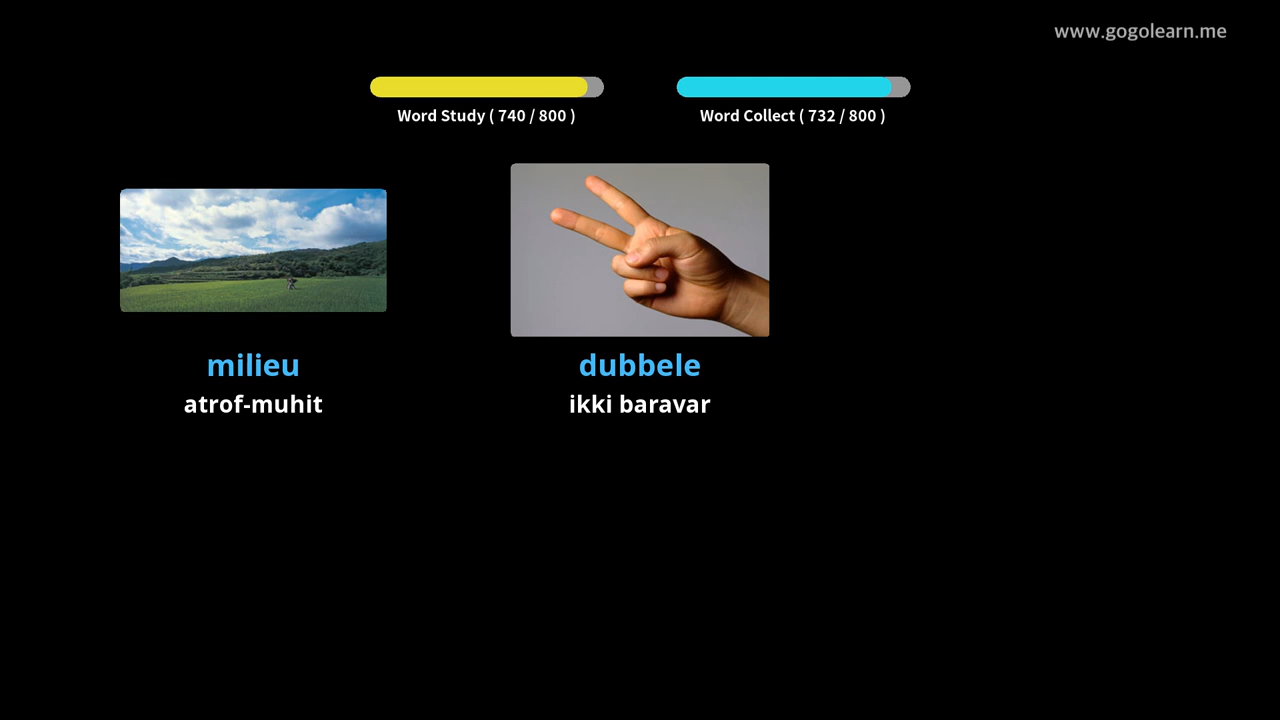 www.gogolearn.me
Word Study ( 740 / 800 )
Word Collect ( 732 / 800 )
milieu
atrof-muhit
dubbele
ikki baravar